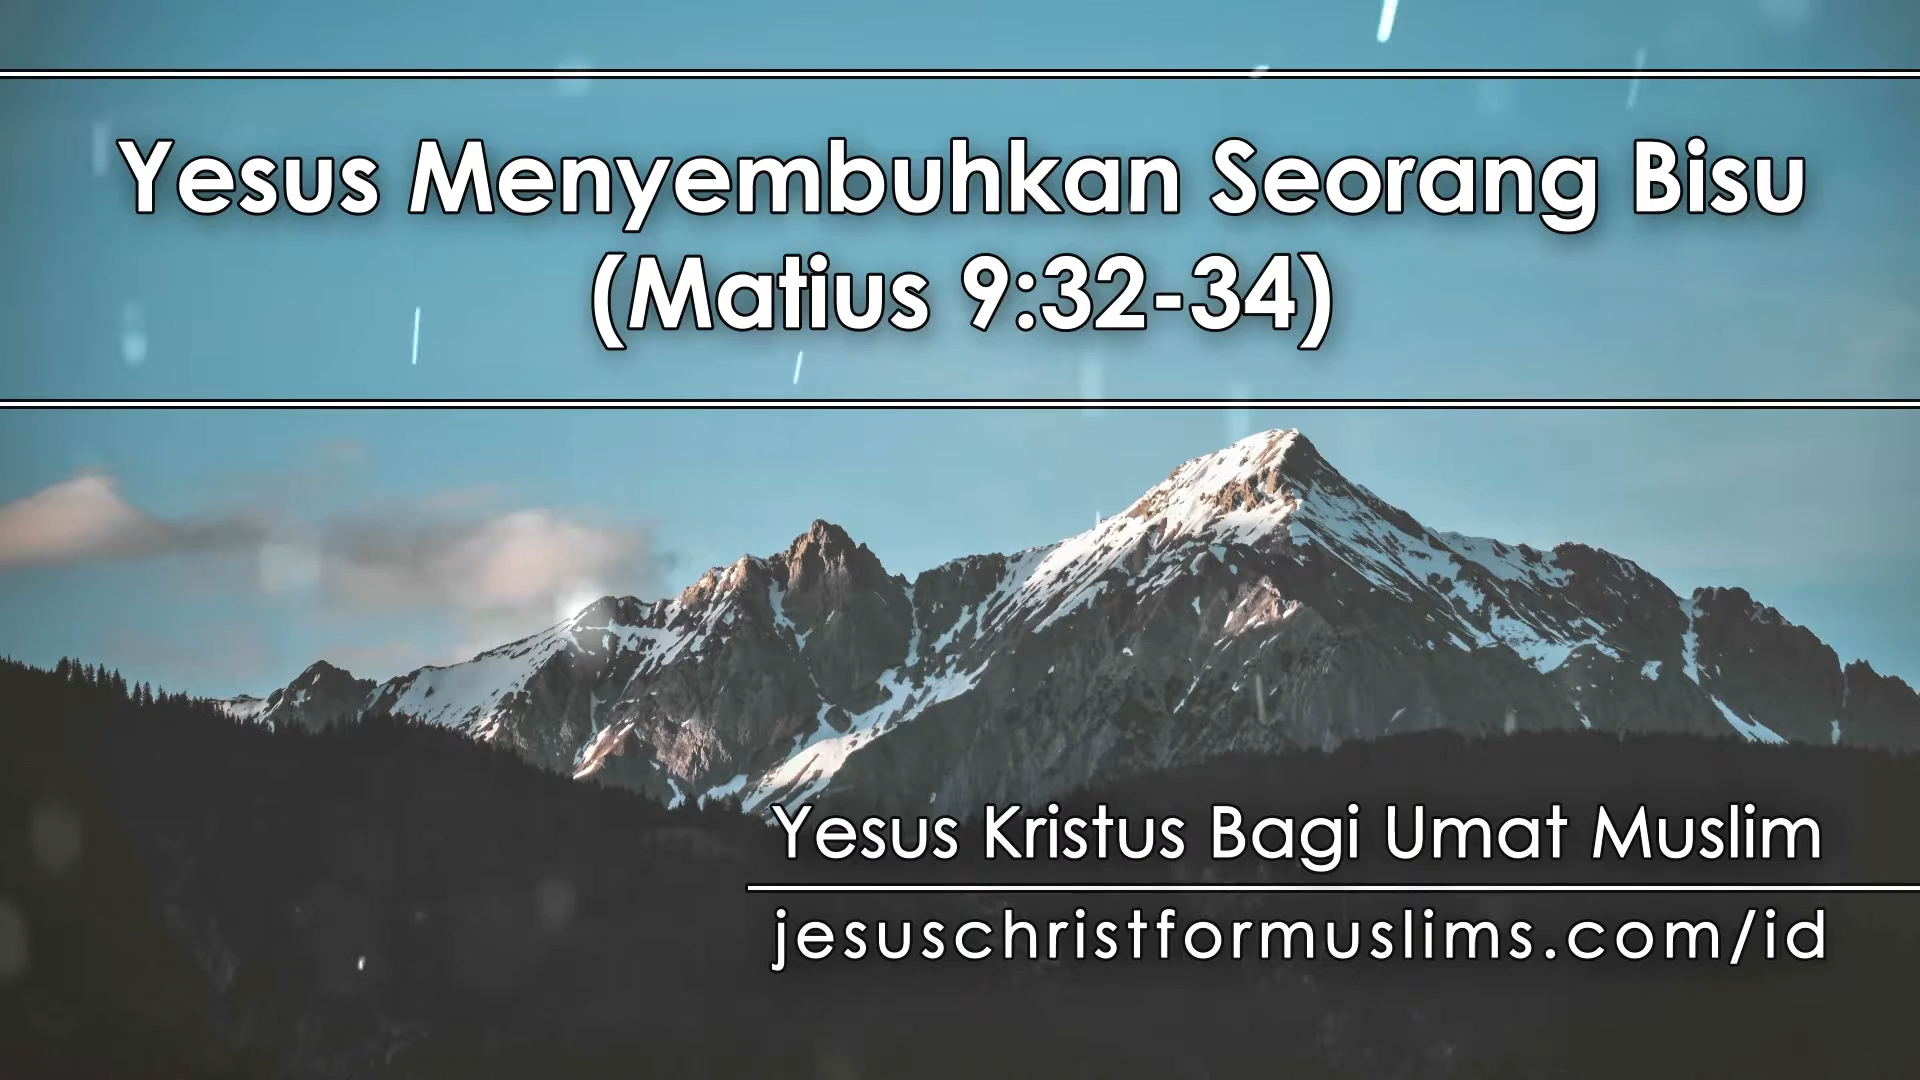 Yesus Menyembuhkan Seorang Bisu
(Matius 9:32-34)
Yesus Kristus Bagi Umat Muslim
jesuschristformuslims.com/id